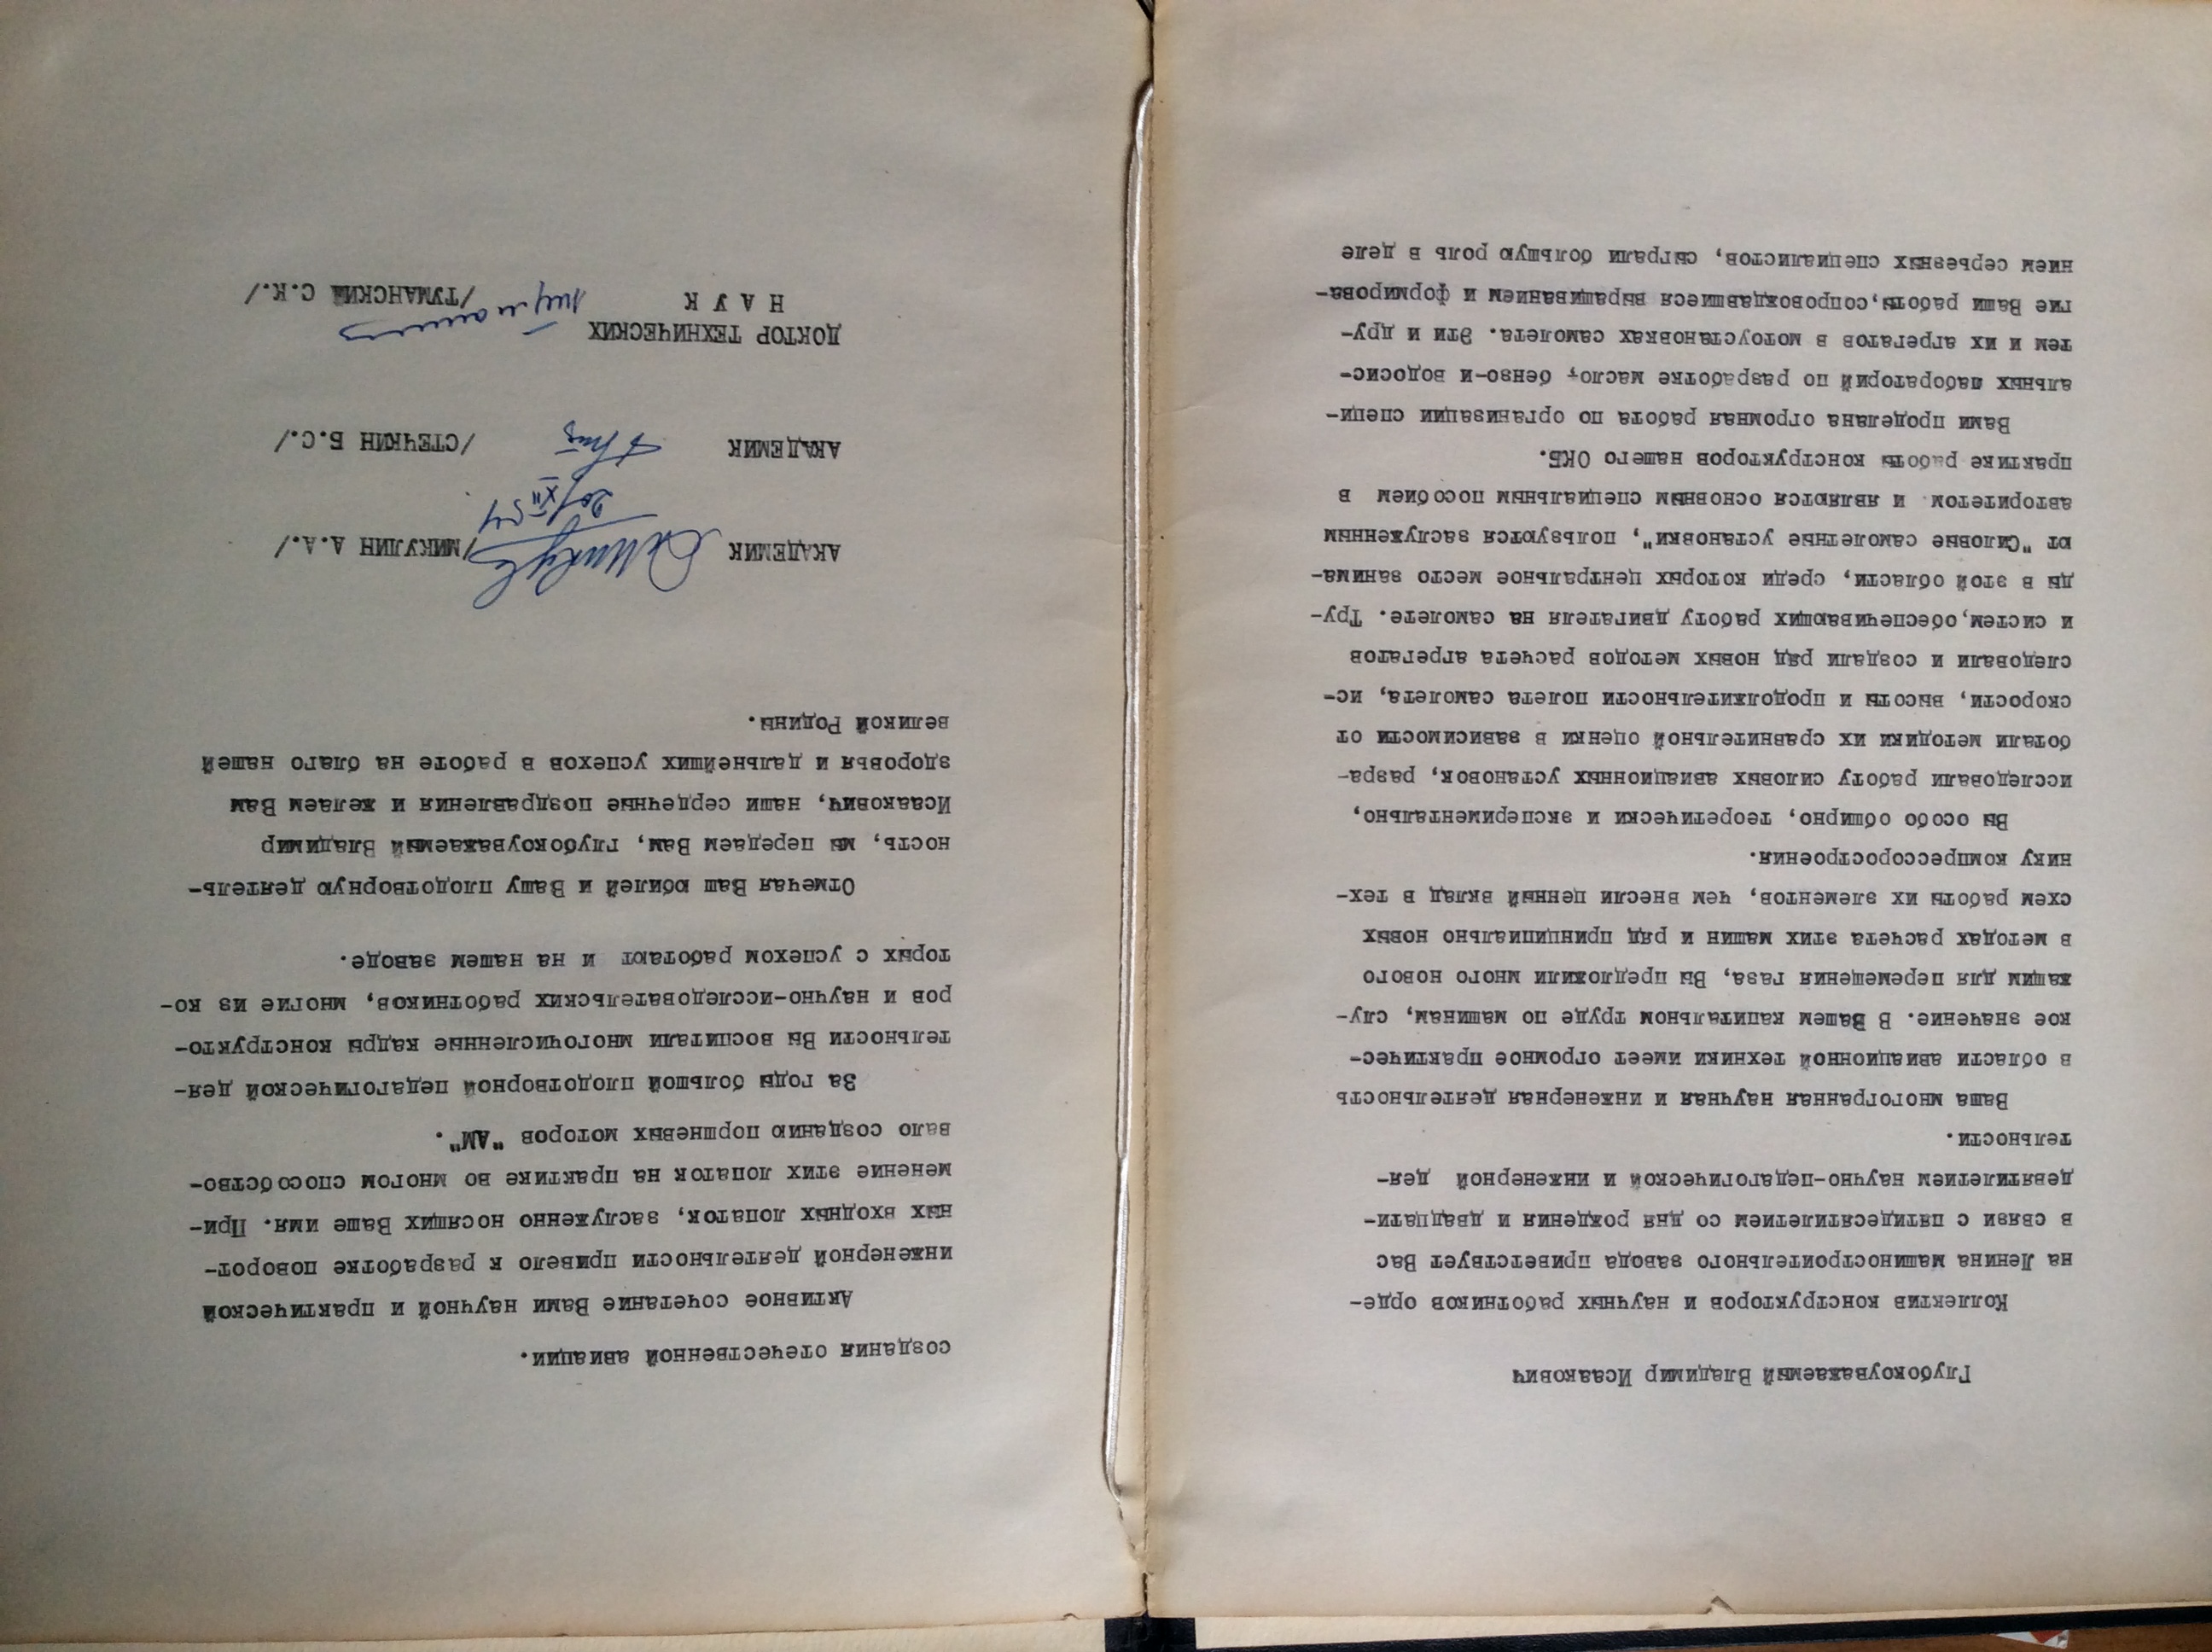 Глубокоуважаемый Владимир Исаакович
Коллектив конструкторов и научных работников орде-
на Ленина машиностроительного завода приветствует Вас
в связи с пятидесятилетием со дня рождения и двадцати-
девятилетием научно-педагогической и инженерной дея-
тельности.
Ваша многогранная научная и инженерная деятельность
в области авиационной техники имеет огромное практичес-
кое значение. В Вашем капитальном труде по машинам, слу-
жащим для перемещения газа, Вы предложили много нового
в методах расчета этих машин и ряд принципиально новых
схем работы их элементов, чем внесли ценный вклад в тех-
нику компрессоростроения.
Вы особо обширно, теоретически и экспериментально,
исследовали работу силовых авиационных установок, разра-
ботали методики их сравнительной оценки в зависимости от
скорости, высоты и продолжительности полета самолета, ис-
следовали и создали ряд новых методов расчета агрегатов
и систем, обеспечивающих работу двигателя на самолете. Тру-
ды в этой области, среди которых центральное место занима-
ют "Силовые самолетные установки", пользуются заслуженным
авторитетом и являются основным специальным пособием в
практике работы конструкторов нашего ОКБ.
Вами проделана огромная работа по организации специ-
альных лабораторий по разработке масло-, бензо-и водосис-
тем и их агрегатов в мотоустановках самолета. Эти и дру-
гие Ваши работы, сопровождавшиеся выращиванием и формирова-
нием серьезных специалистов, сыграли большую роль в деле
создания отечественной авиации.
Активное сочетание Вами научной и практической
инженерной деятельности привело к разработке поворот-
ных входных лопаток, заслуженно носящих Ваше имя. При-
менение этих лопаток на практике во многом способство-
вало созданию поршневых моторов "АМ".
За годы большой плодотворной педагогической дея-
тельности Вы воспитали многочисленные кадры конструкто-
ров и научно-исследовательских работников, многие из ко-
торых с успехом работают и на нашем заводе.
Отмечая Ваш юбилей и Вашу плодотворную деятель-
ность, мы передаем Вам, глубокоуважаемый Владимир
Исаакович, наши сердечные поздравления и желаем Вам
здоровья и дальнейших успехов в работе на благо нашей
великой Родины.
АКАДЕМИК /МИКУЛИН А.А./
20/XII 54
АКАДЕМИК /СТЕЧКИН Б.С./
ДОКТОР ТЕХНИЧЕСКИХ
НАУК /ТУМАНСКИЙ С.К./